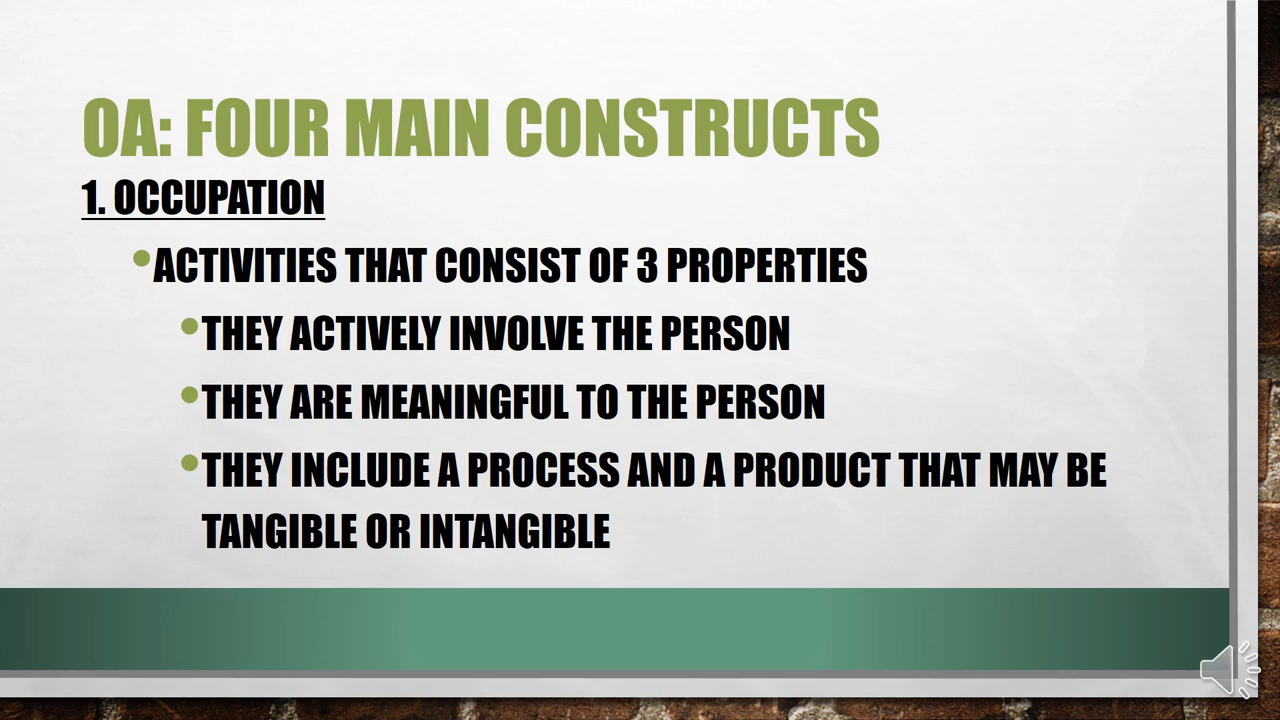 OA: FOUR MAIN CONSTRUCTS
1. OCCUPATION
•ACTIVITIES THAT CONSIST OF 3 PROPERTIES
•THEY ACTIVELY INVOLVE THE PERSON
•THEY ARE MEANINGFUL TO THE PERSON
•THEY INCLUDE A PROCESS AND A PRODUCT THAT MAY BE
TANGIBLE OR INTANGIBLE